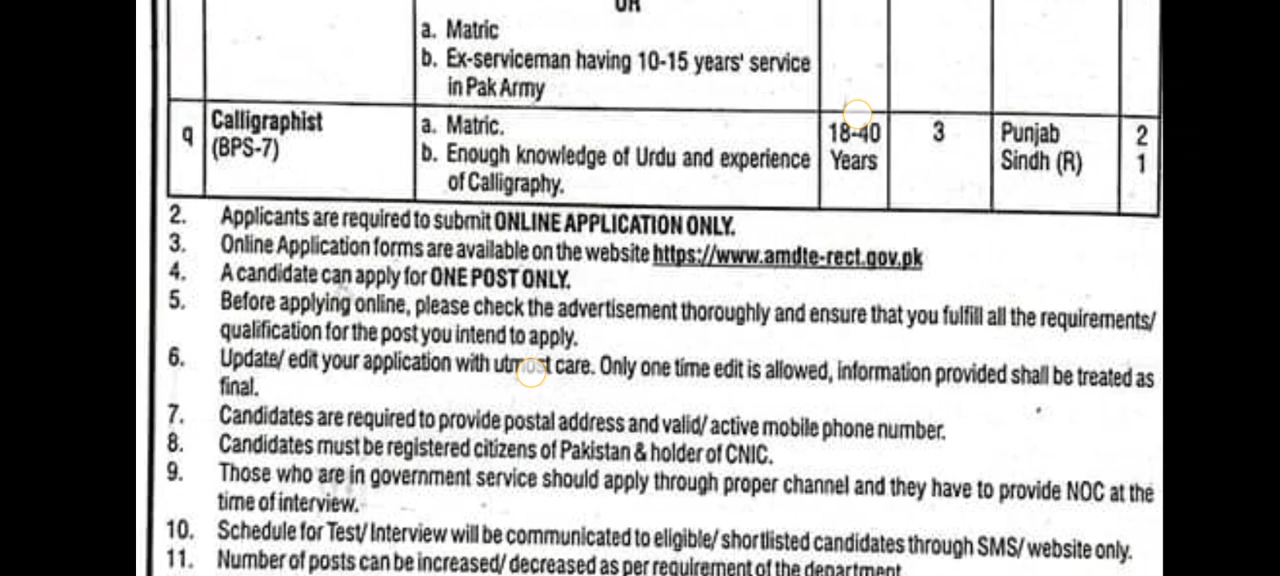 OR
a. Matric
b. Ex-serviceman having 10-15 years' service
in Pak Army
q
Calligraphist
(BPS-7)
a. Matric.
b. Enough knowledge of Urdu and experience
of Calligraphy.
18-40
Years
3
Punjab 2
Sindh (R) 1
2. Applicants are required to submit ONLINE APPLICATION ONLY.
3. Online Application forms are available on the website https://www.amdte-rect.gov.pk
4. A candidate can apply for ONE POST ONLY.
5. Before applying online, please check the advertisement thoroughly and ensure that you fulfill all the requirements/
qualification for the post you intend to apply.
6. Update/ edit your application with utmost care. Only one time edit is allowed, information provided shall be treated as
final.
7. Candidates are required to provide postal address and valid/ active mobile phone number.
8. Candidates must be registered citizens of Pakistan & holder of CNIC.
9. Those who are in government service should apply through proper channel and they have to provide NOC at the
time of interview.
10. Schedule for Test/ Interview will be communicated to eligible/ shortlisted candidates through SMS/ website only.
11. Number of posts can be increased/ decreased as per requirement of the department